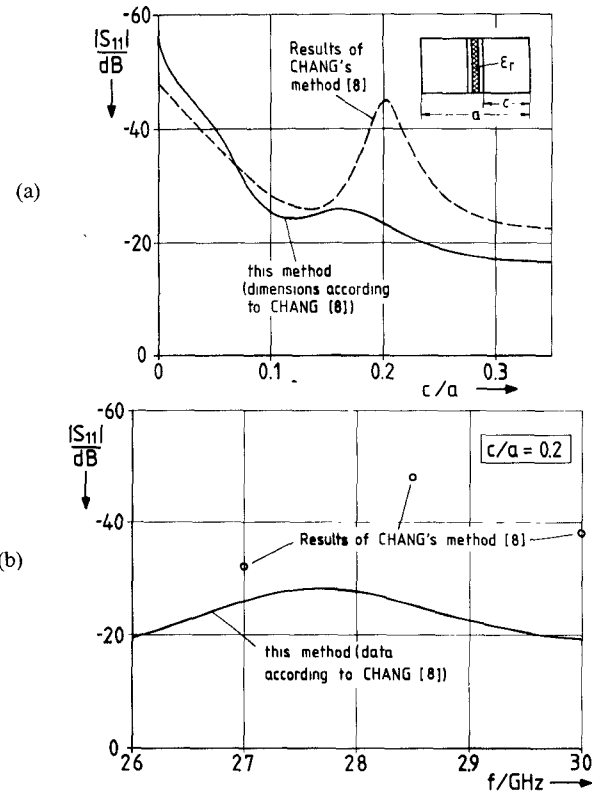 (a)
|S11|
dB
-60
-40
-20
0
Results of
CHANG's
method [8]
εr
c
a
this method
(dimensions according
to CHANG [8])
0
0.1
0.2
0.3
c/a
(b)
|S11|
dB
-60
-40
-20
0
c/a = 0.2
Results of CHANG's method [8]
this method (data
according to CHANG [8])
26
27
28
2.9
30
f/GHz